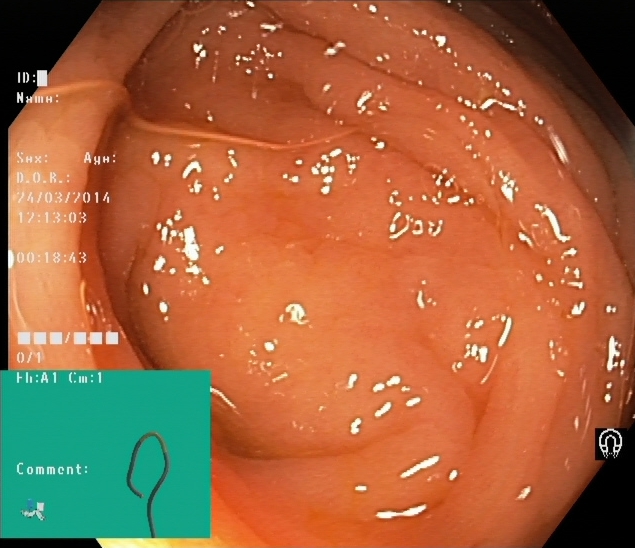 ID:
Name:
Sex: Age:
D.O.B.:
24/03/2014
12:13:03
00:18:43
0/1
Eh:A1 Cm:1
Comment: